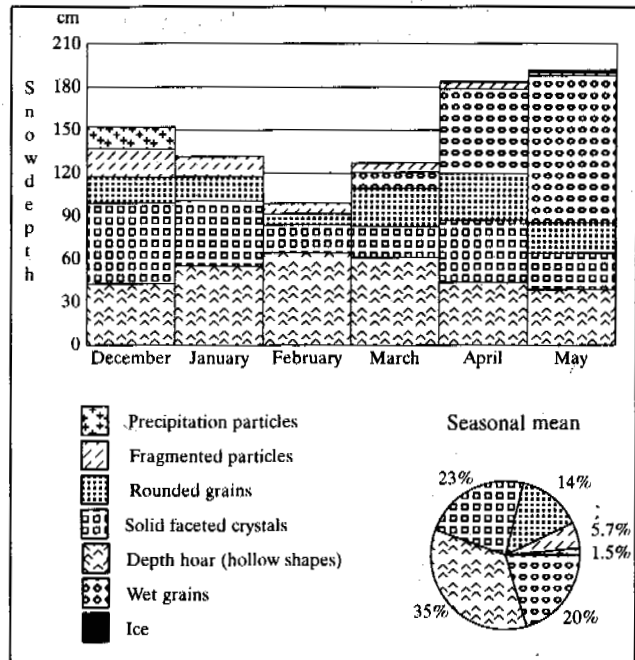 cm
210
180
150
120
90
60
30
0
Snowdepth
December January February March April May
Precipitation particles
Fragmented particles
Rounded grains
Solid faceted crystals
Depth hoar (hollow shapes)
Wet grains
Ice
Seasonal mean
23% 14%
5.7%
1.5%
35% 20%